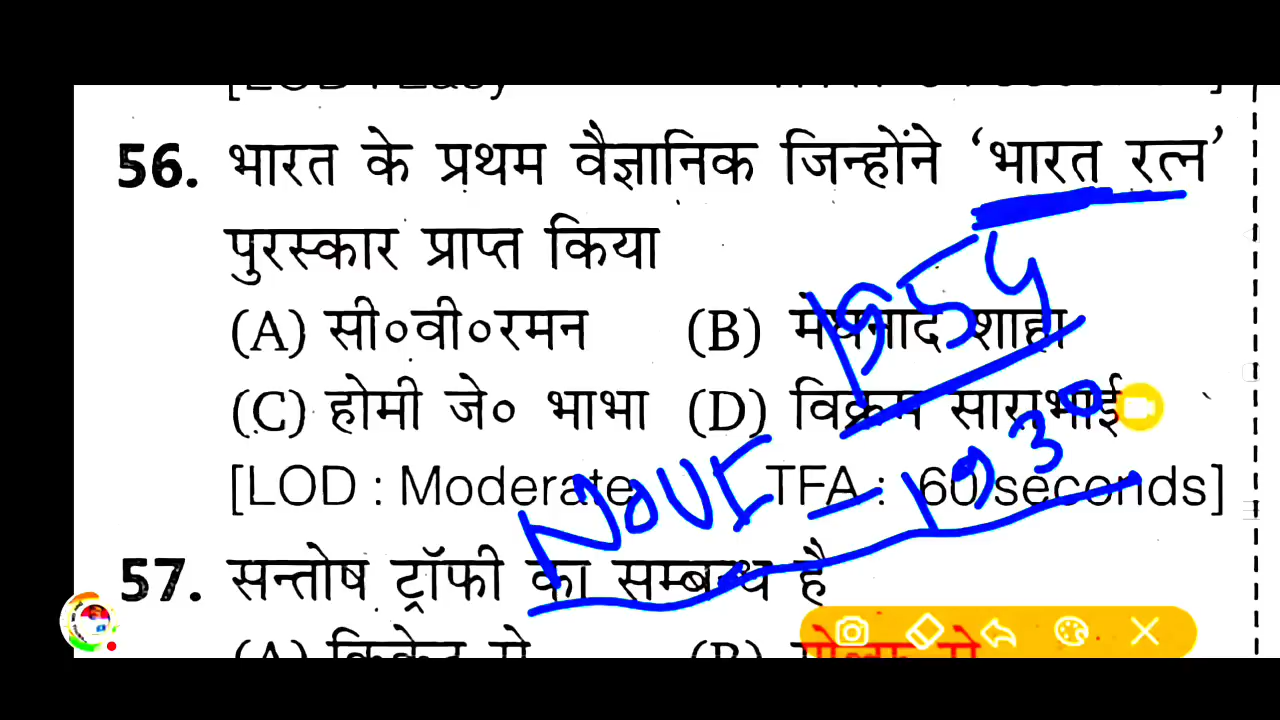 56. भारत के प्रथम वैज्ञानिक जिन्होंने ‘भारत रत्न’
पुरस्कार प्राप्त किया
1954
(A) सी०वी०रमन (B) मेघनाद शाहा
(C) होमी जे० भाभा (D) विक्रम साराभाई
[LOD : Moderate TFA : 60 seconds]
1930
57. सन्तोष ट्रॉफी का सम्बन्ध है
(A) क्रिकेट से (B)